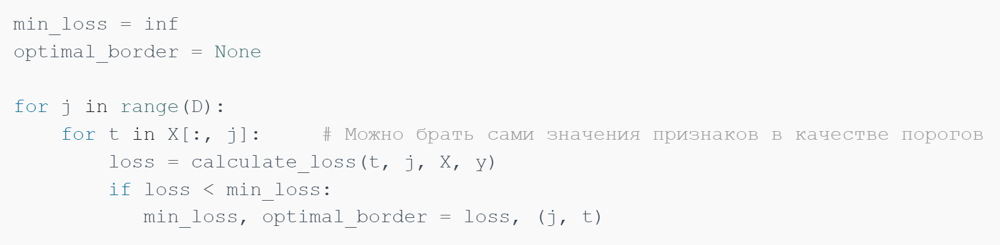 min_loss = inf
optimal_border = None
for j in range(D):
    for t in X[:, j]:     # Можно брать сами значения признаков в качестве порогов
        loss = calculate_loss(t, j, X, y)
        if loss < min_loss:
           min_loss, optimal_border = loss, (j, t)